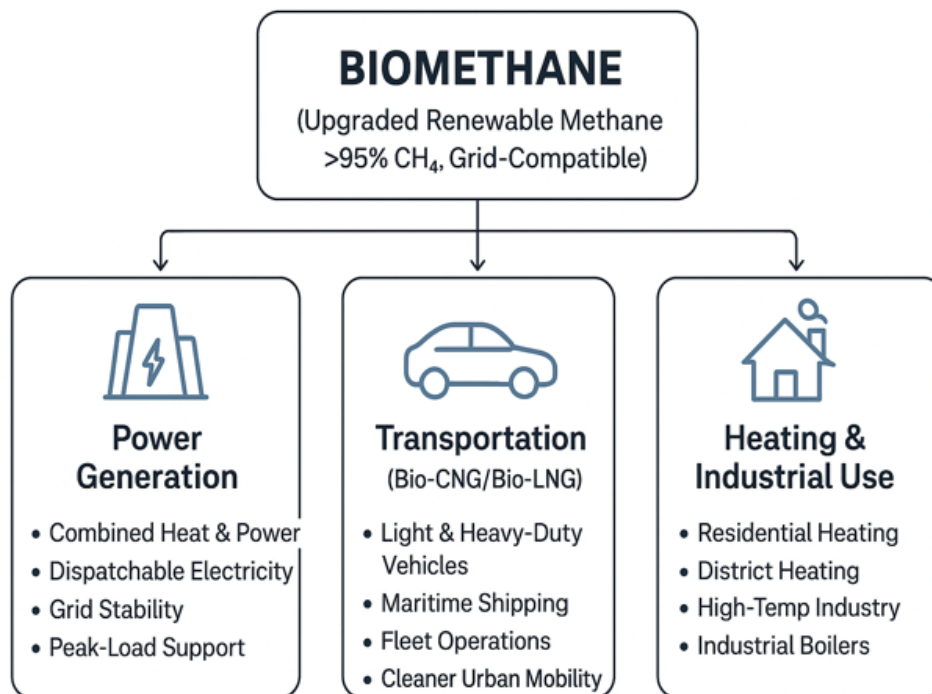 BIOMETHANE
(Upgraded Renewable Methane
>95% CH₄, Grid-Compatible)
Power
Generation
• Combined Heat & Power
• Dispatchable Electricity
• Grid Stability
• Peak-Load Support
Transportation
(Bio-CNG/Bio-LNG)
• Light & Heavy-Duty
Vehicles
• Maritime Shipping
• Fleet Operations
• Cleaner Urban Mobility
Heating &
Industrial Use
• Residential Heating
• District Heating
• High-Temp Industry
• Industrial Boilers